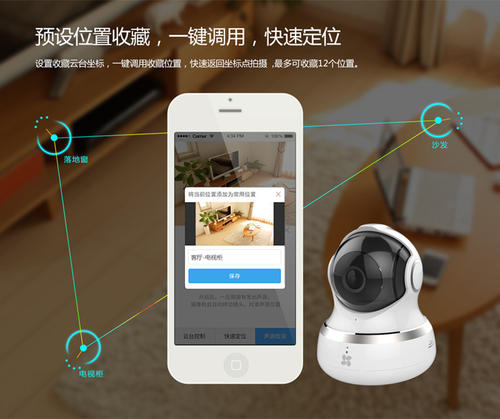 预设位置收藏，一键调用，快速定位
设置收藏云台坐标，一键调用收藏位置，快速返回坐标点拍摄，最多可收藏12个位置。
落地窗
沙发
Carrier 4:34 PM
将当前位置添加为常用位置
客厅-电视柜
保存
云台控制 快速定位
电视柜